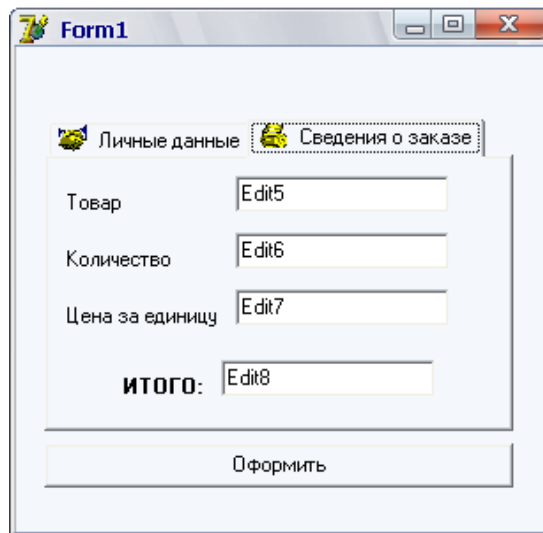 Form1
Личные данные Сведения о заказе
Товар Edit5
Количество Edit6
Цена за единицу Edit7
ИТОГО: Edit8
Оформить